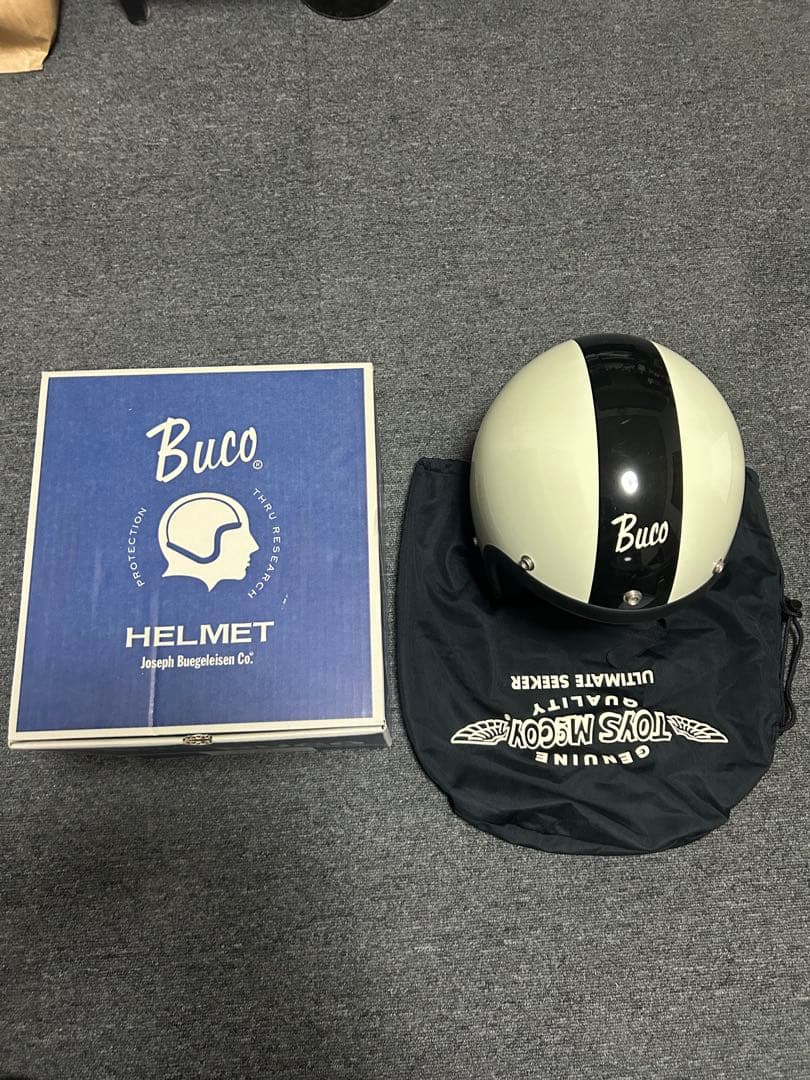 Buco®
PROTECTION THRU RESEARCH
HELMET
Joseph Buegeleisen Co.®
Buco
GENUINE
TOYS McCOY
QUALITY
ULTIMATE SEEKER